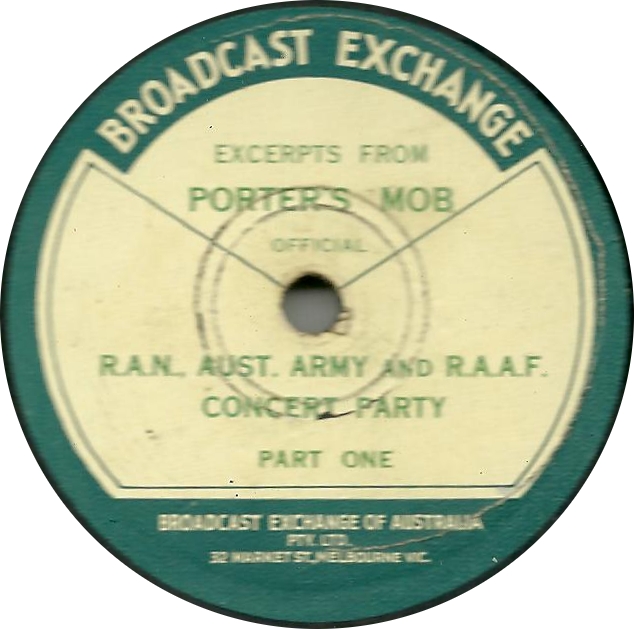 BROADCAST EXCHANGE
EXCERPTS FROM
PORTER'S MOB
OFFICIAL
R.A.N., AUST. ARMY AND R.A.A.F.
CONCERT PARTY
PART ONE
BROADCAST EXCHANGE OF AUSTRALIA
PTY. LTD.
32 MARKET ST., MELBOURNE VIC.